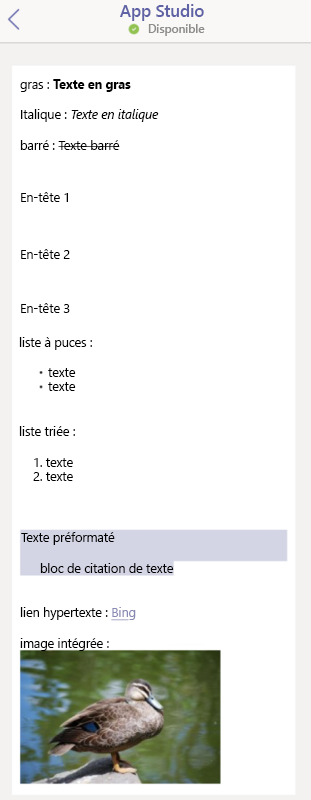 App Studio
Disponible
gras : Texte en gras
Italique : Texte en italique
barré : Texte barré
En-tête 1
En-tête 2
En-tête 3
liste à puces :
• texte
• texte
liste triée :
1. texte
2. texte
Texte préformaté
bloc de citation de texte
lien hypertexte : Bing
image intégrée :